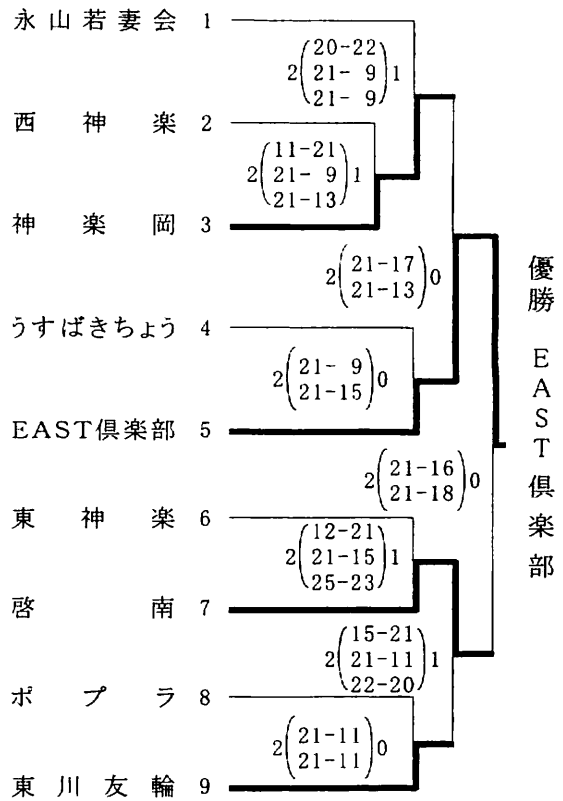 永山若妻会 1
20-22
2 21- 9 1
21- 9
西神楽 2
11-21
2 21- 9 1
21-13
神楽岡 3
2 21-17 0
21-13
うすばきちょう 4
2 21- 9 0
21-15
EAST倶楽部 5
2 21-16 0
21-18
東神楽 6
12-21
2 21-15 1
25-23
啓南 7
15-21
2 21-11 1
22-20
ポプラ 8
2 21-11 0
21-11
東川友輪 9
優勝 EAST倶楽部